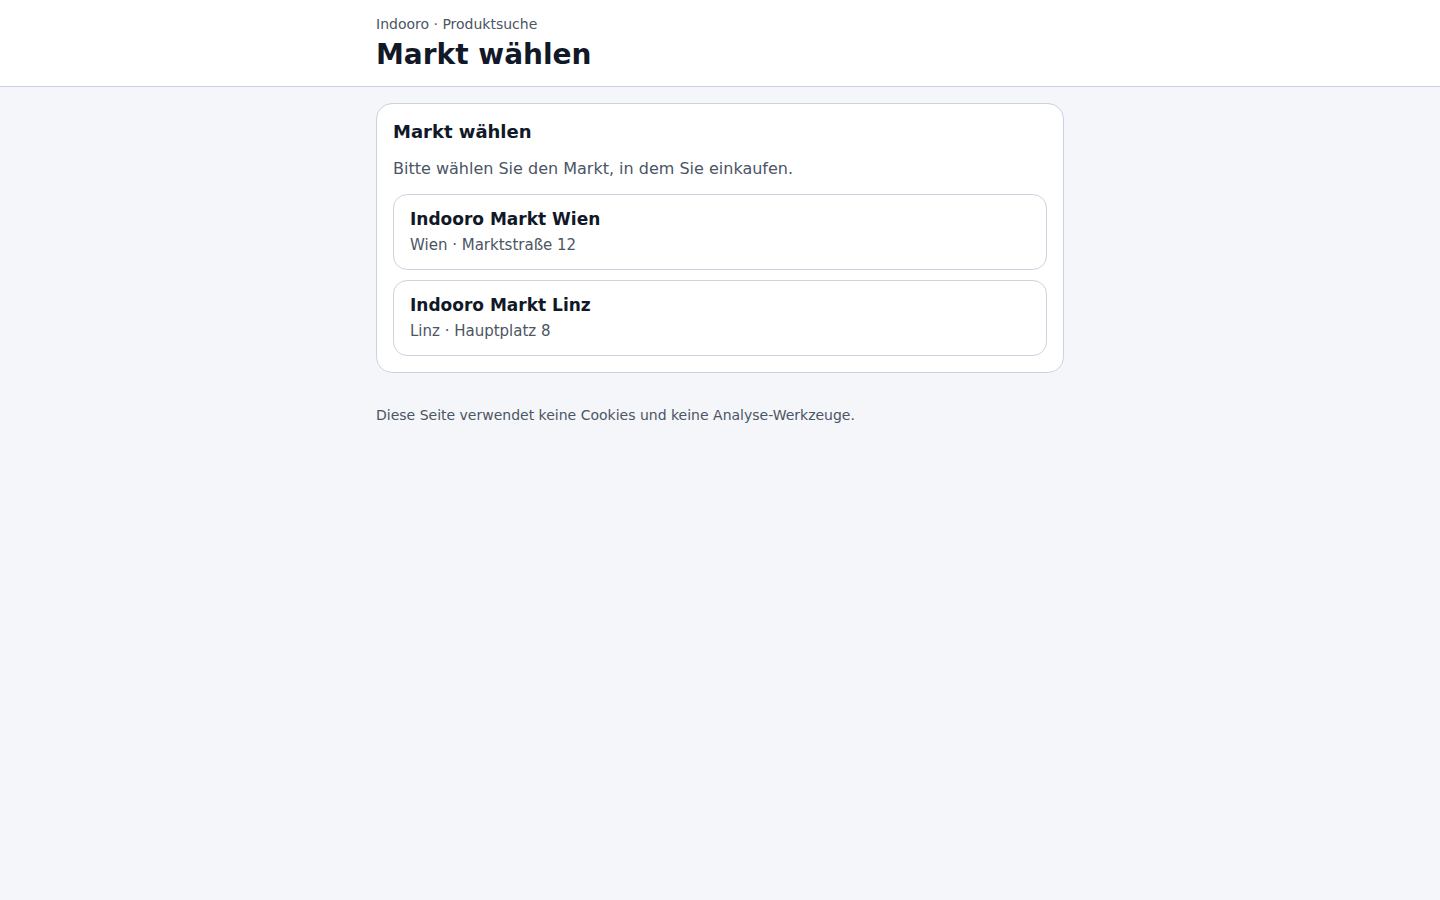 Indooro · Produktsuche
Markt wählen
Markt wählen
Bitte wählen Sie den Markt, in dem Sie einkaufen.
Indooro Markt Wien
Wien · Marktstraße 12
Indooro Markt Linz
Linz · Hauptplatz 8
Diese Seite verwendet keine Cookies und keine Analyse-Werkzeuge.